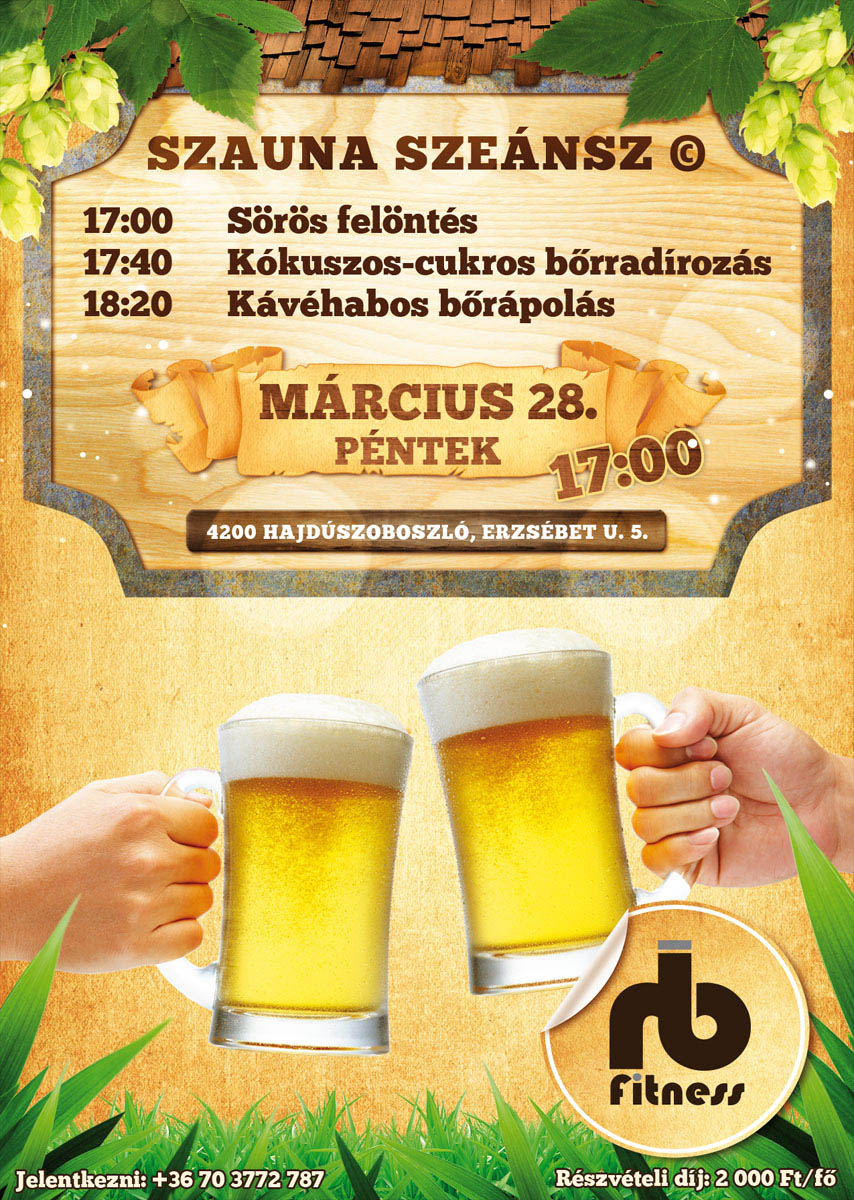 SZAUNA SZEÁNSZ ©
17:00 Sörös felöntés
17:40 Kókuszos-cukros bőrradírozás
18:20 Kávéhabos bőrápolás
MÁRCIUS 28.
PÉNTEK
17:00
4200 HAJDÚSZOBOSZLÓ, ERZSÉBET U. 5.
rb
Fitness
Jelentkezni: +36 70 3772 787
Részvételi díj: 2 000 Ft/fő